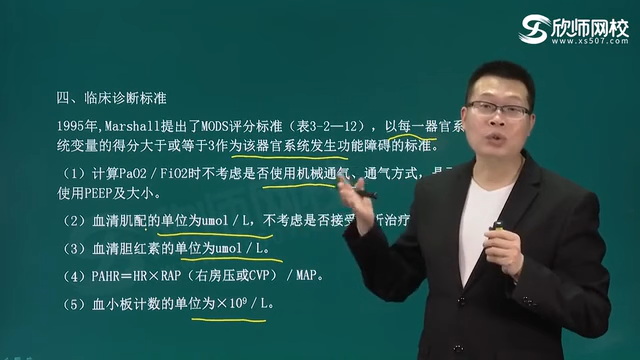 欣师网校
www.xs507.com
四、临床诊断标准
1995年,Marshall提出了MODS评分标准（表3-2—12），以每一器官系
统变量的得分大于或等于3作为该器官系统发生功能障碍的标准。
（1）计算PaO2／FiO2时不考虑是否使用机械通气、通气方式，是
使用PEEP及大小。
（2）血清肌配的单位为umol／L，不考虑是否接受 析治疗
（3）血清胆红素的单位为umol／L。
（4）PAHR＝HR×RAP（右房压或CVP）／MAP。
（5）血小板计数的单位为×10⁹／L。